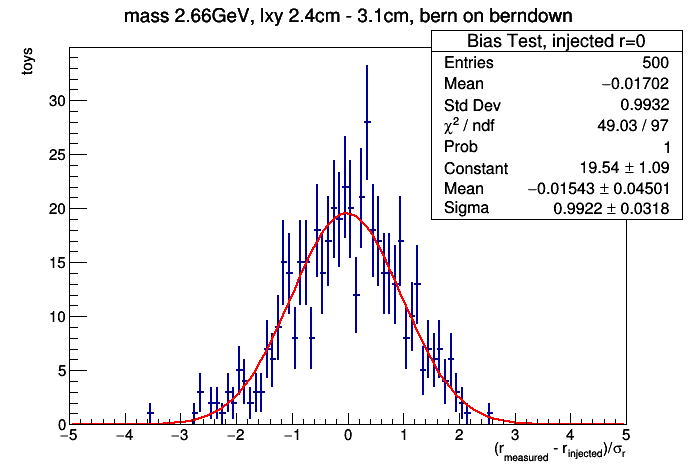 mass 2.66GeV, lxy 2.4cm - 3.1cm, bern on berndown
toys
Bias Test, injected r=0
Entries 500
Mean −0.01702
Std Dev 0.9932
χ² / ndf 49.03 / 97
Prob 1
Constant 19.54 ± 1.09
Mean −0.01543 ± 0.04501
Sigma 0.9922 ± 0.0318
30
25
20
15
10
5
0
−5 −4 −3 −2 −1 0 1 2 3 4 5
(r_measured - r_injected)/σ_r